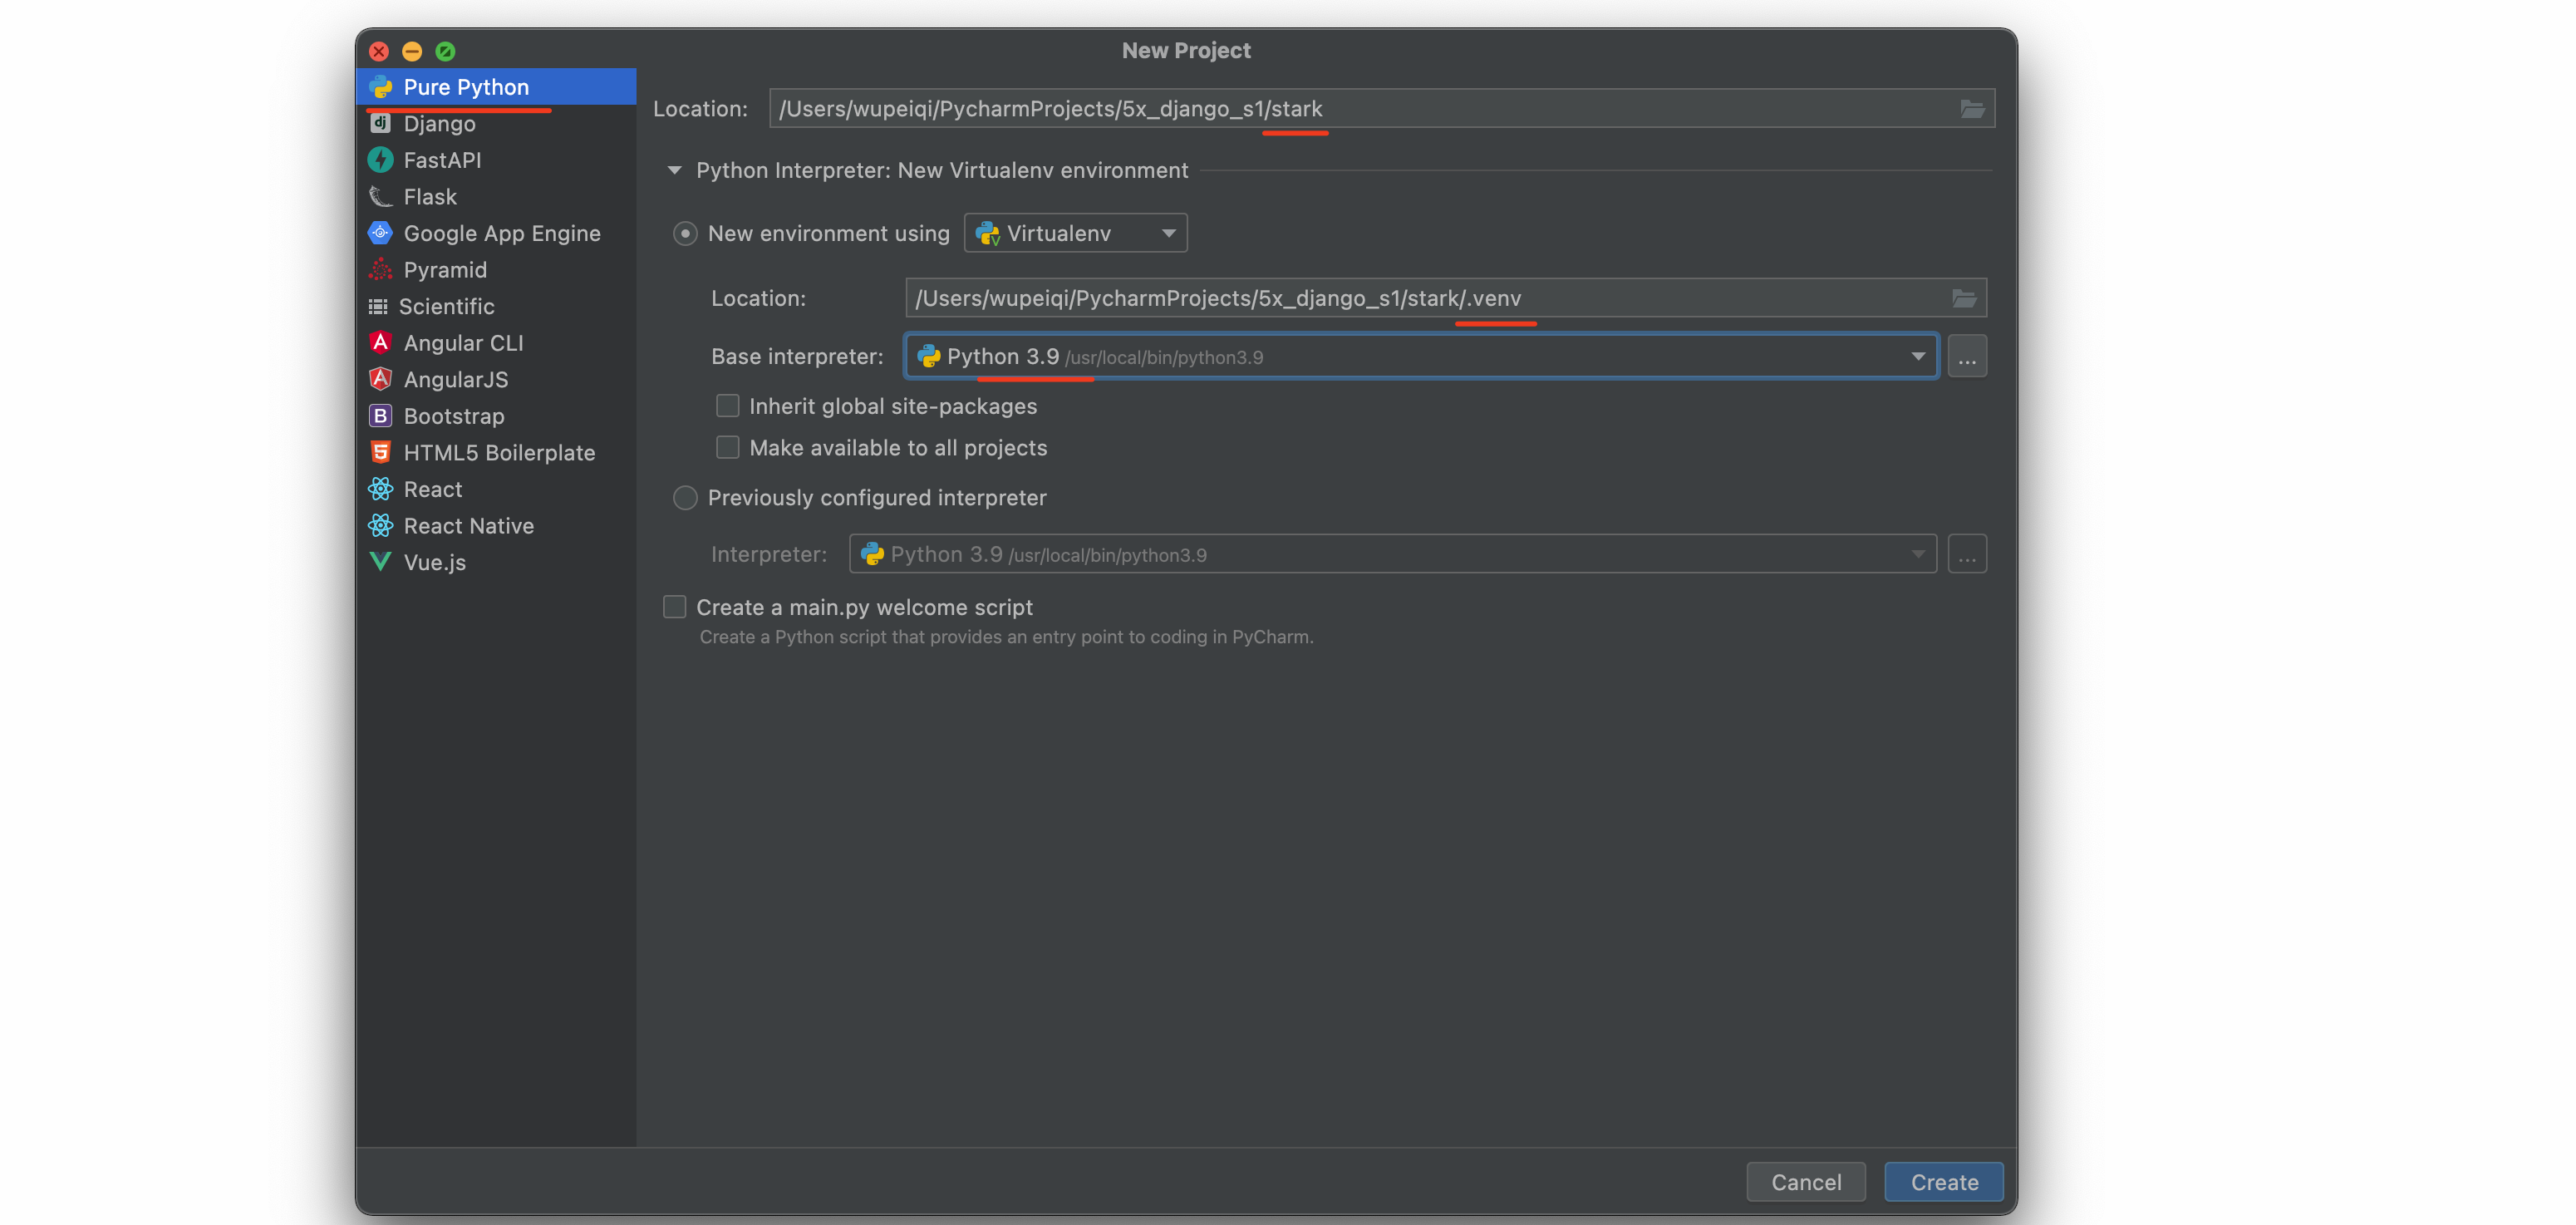 New Project
Pure Python
Django
FastAPI
Flask
Google App Engine
Pyramid
Scientific
Angular CLI
AngularJS
Bootstrap
HTML5 Boilerplate
React
React Native
Vue.js
Location: /Users/wupeiqi/PycharmProjects/5x_django_s1/stark
Python Interpreter: New Virtualenv environment
New environment using Virtualenv
Location: /Users/wupeiqi/PycharmProjects/5x_django_s1/stark/.venv
Base interpreter: Python 3.9 /usr/local/bin/python3.9 ...
Inherit global site-packages
Make available to all projects
Previously configured interpreter
Interpreter: Python 3.9 /usr/local/bin/python3.9 ...
Create a main.py welcome script
Create a Python script that provides an entry point to coding in PyCharm.
Cancel Create